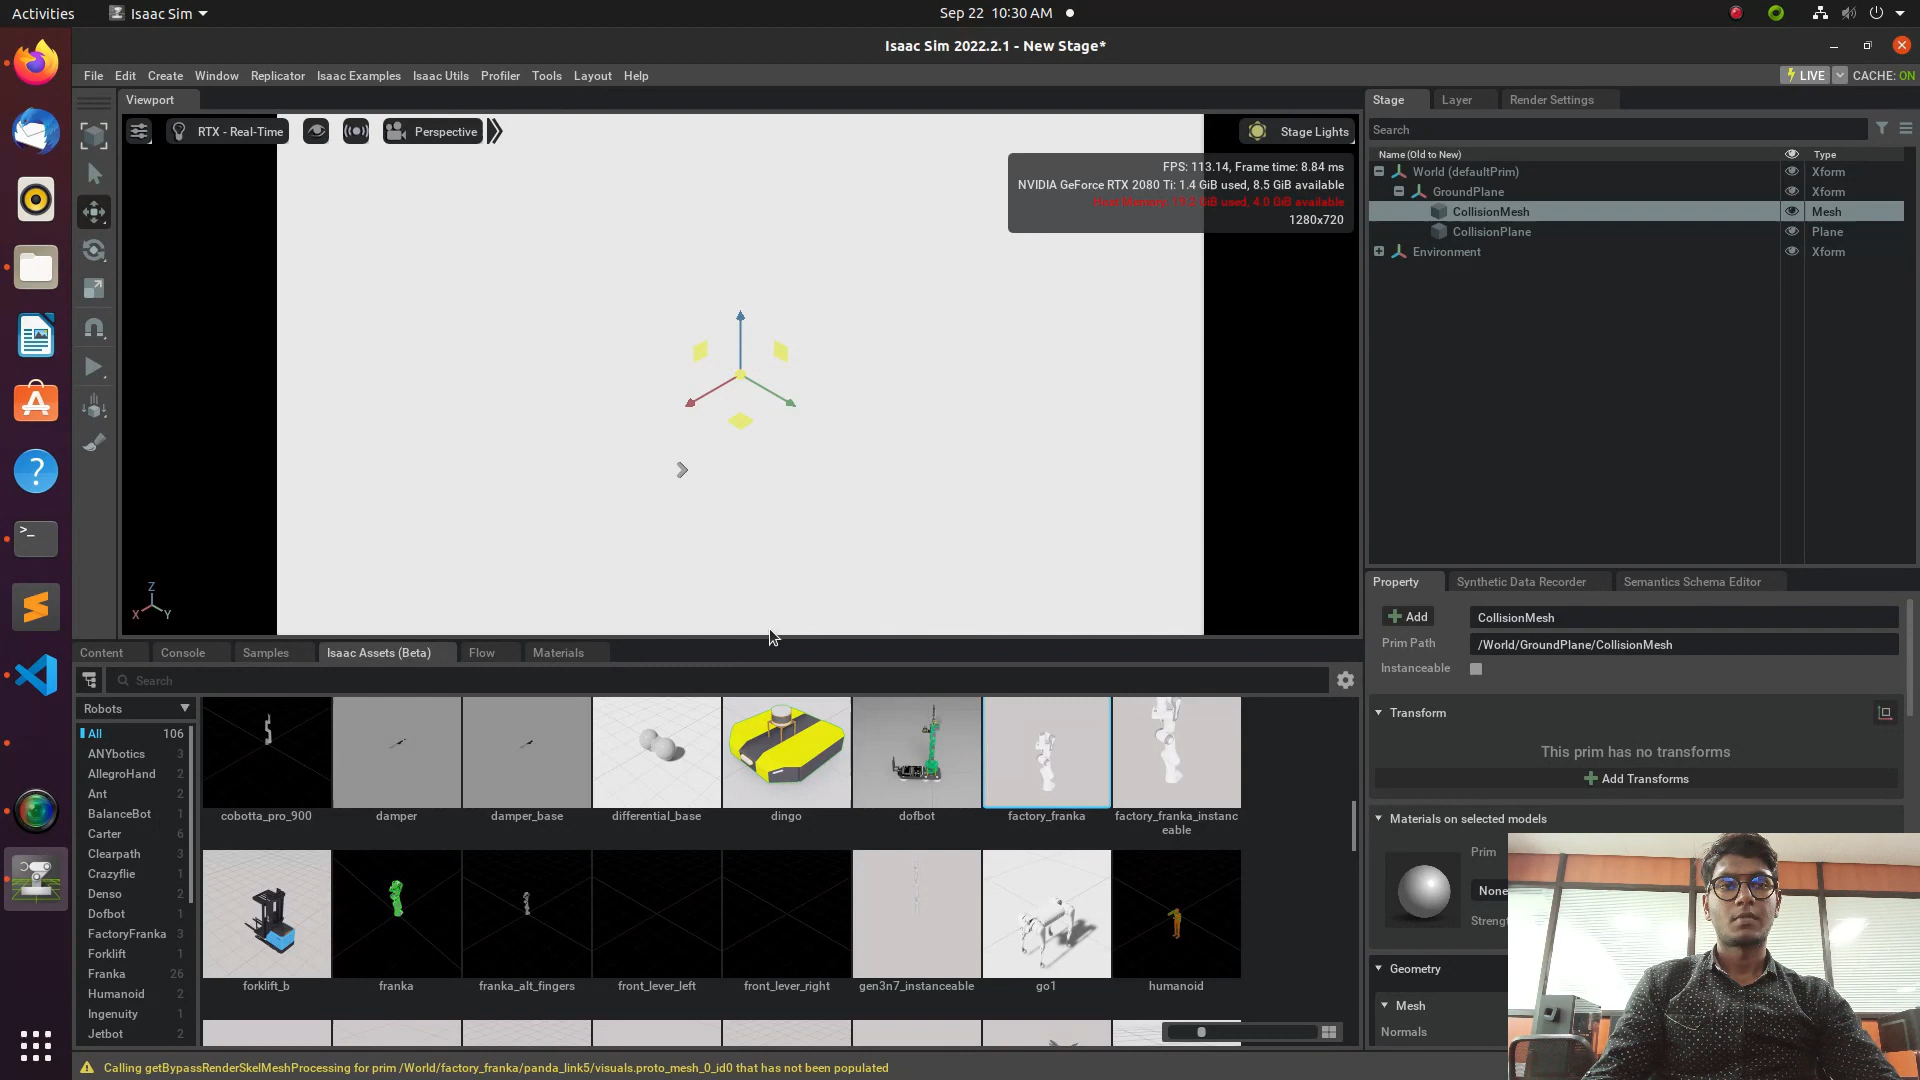 Activities
Isaac Sim
Sep 22 10:30 AM
Isaac Sim 2022.2.1 - New Stage*
File Edit Create Window Replicator Isaac Examples Isaac Utils Profiler Tools Layout Help
LIVE
CACHE: ON
Viewport
RTX - Real-Time
Perspective
Stage Lights
FPS: 113.14, Frame time: 8.84 ms
NVIDIA GeForce RTX 2080 Ti: 1.4 GiB used, 8.5 GiB available
GiB used, 4.0 GiB available
1280x720
Z
X Y
Stage Layer Render Settings
Search
Name (Old to New) Type
World (defaultPrim) Xform
GroundPlane Xform
CollisionMesh Mesh
CollisionPlane Plane
Environment Xform
Property Synthetic Data Recorder Semantics Schema Editor
Add CollisionMesh
Prim Path /World/GroundPlane/CollisionMesh
Instanceable
Transform
This prim has no transforms
Add Transforms
Materials on selected models
Prim
None
Geometry
Mesh
Normals
Content Console Samples Isaac Assets (Beta) Flow Materials
Search
Robots
All 106
ANYbotics 3
AllegroHand 2
Ant 2
BalanceBot 1
Carter 6
Clearpath 3
Crazyflie 1
Denso 2
Dofbot 1
FactoryFranka 3
Forklift 1
Franka 26
Humanoid 2
Ingenuity 1
Jetbot 2
cobotta_pro_900 damper damper_base differential_base dingo dofbot factory_franka factory_franka_instanc
eable
forklift_b franka franka_alt_fingers front_lever_left front_lever_right gen3n7_instanceable go1 humanoid
Calling getBypassRenderSkelMeshProcessing for prim /World/factory_franka/panda_link5/visuals.proto_mesh_0_id0 that has not been populated